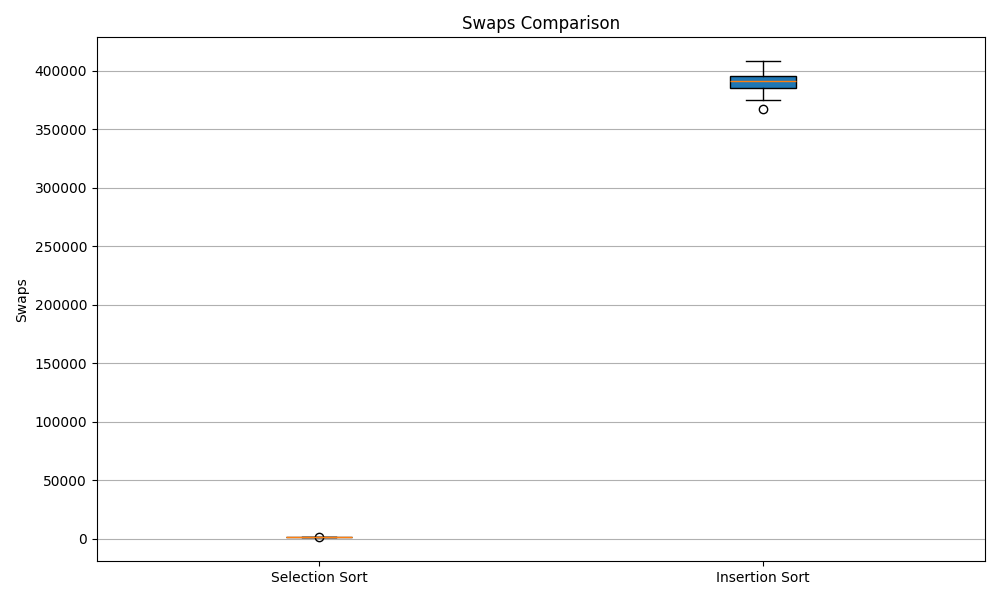 Swaps Comparison
Swaps
400000
350000
300000
250000
200000
150000
100000
50000
0
Selection Sort
Insertion Sort